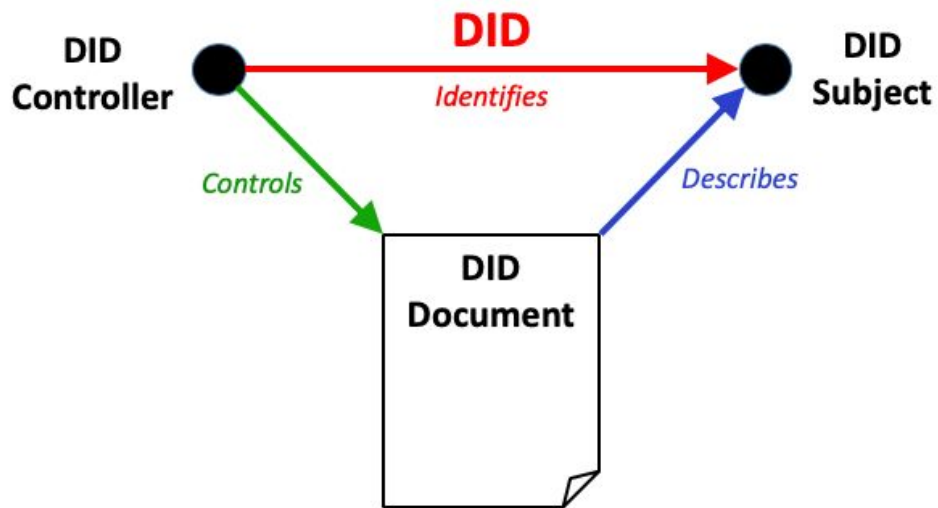 DID
Controller
DID
Identifies
DID
Subject
Controls
Describes
DID
Document